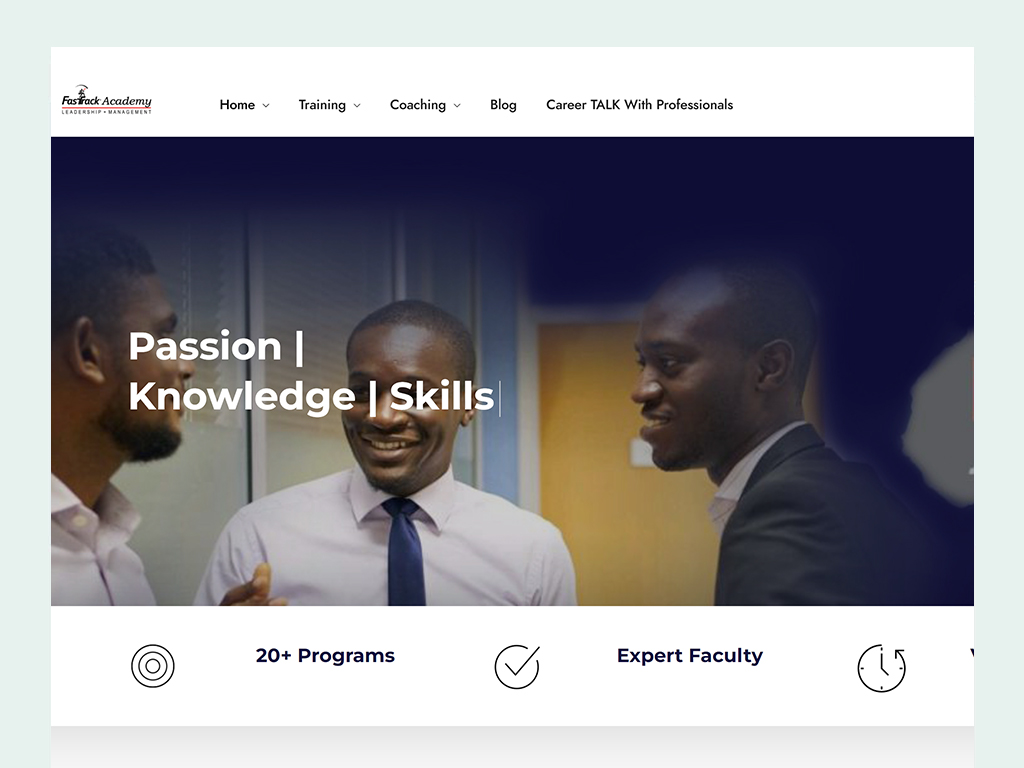 FasTrack Academy
LEADERSHIP • MANAGEMENT
Home
Training
Coaching
Blog
Career TALK With Professionals
Passion |
Knowledge | Skills
20+ Programs
Expert Faculty